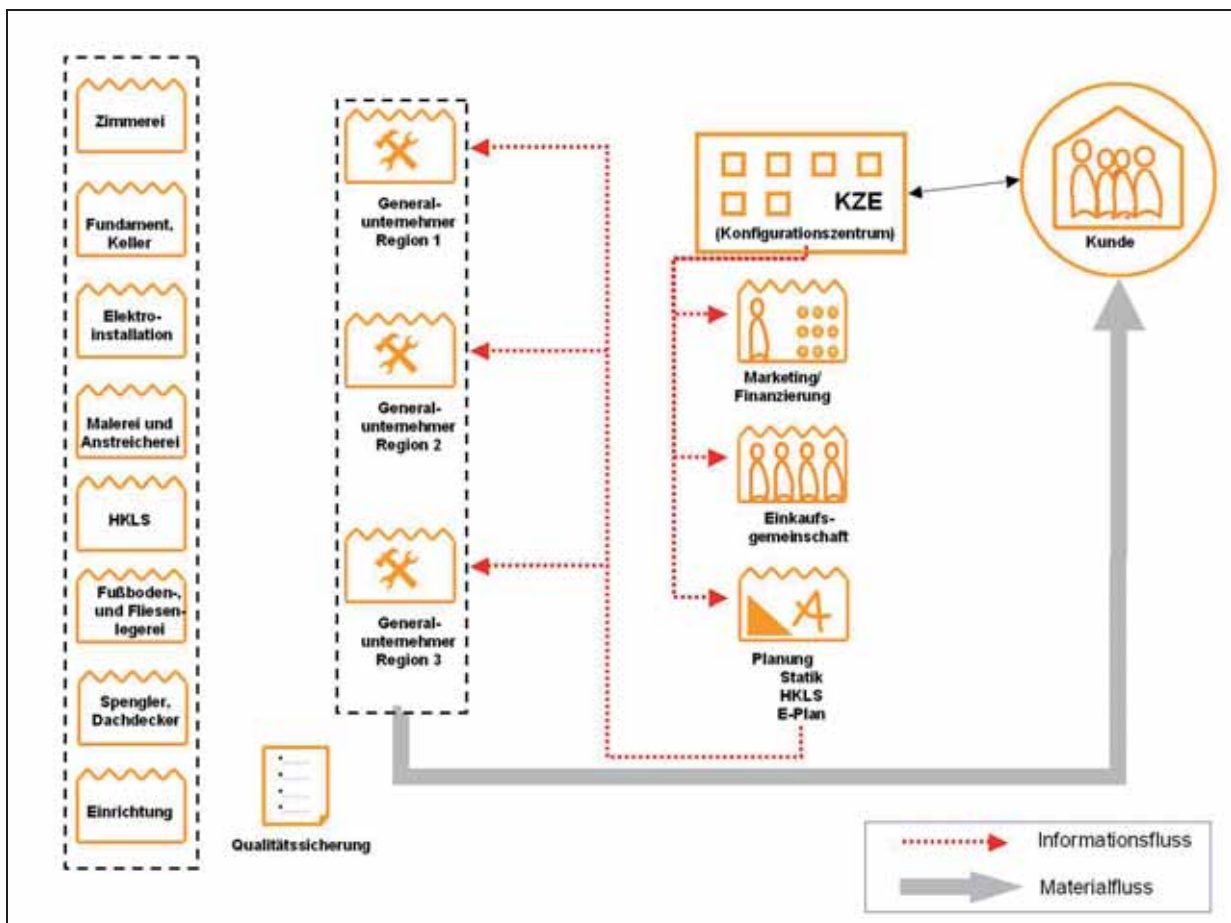 Zimmerei
Fundament,
Keller
Elektro-
installation
Malerei und
Anstreicherei
HKLS
Fußboden-,
und Fliesen-
legerei
Spengler,
Dachdecker
Einrichtung
Qualitätssicherung
General-
unternehmer
Region 1
General-
unternehmer
Region 2
General-
unternehmer
Region 3
KZE
(Konfigurationszentrum)
Marketing/
Finanzierung
Einkaufs-
gemeinschaft
Planung
Statik
HKLS
E-Plan
Kunde
Informationsfluss
Materialfluss